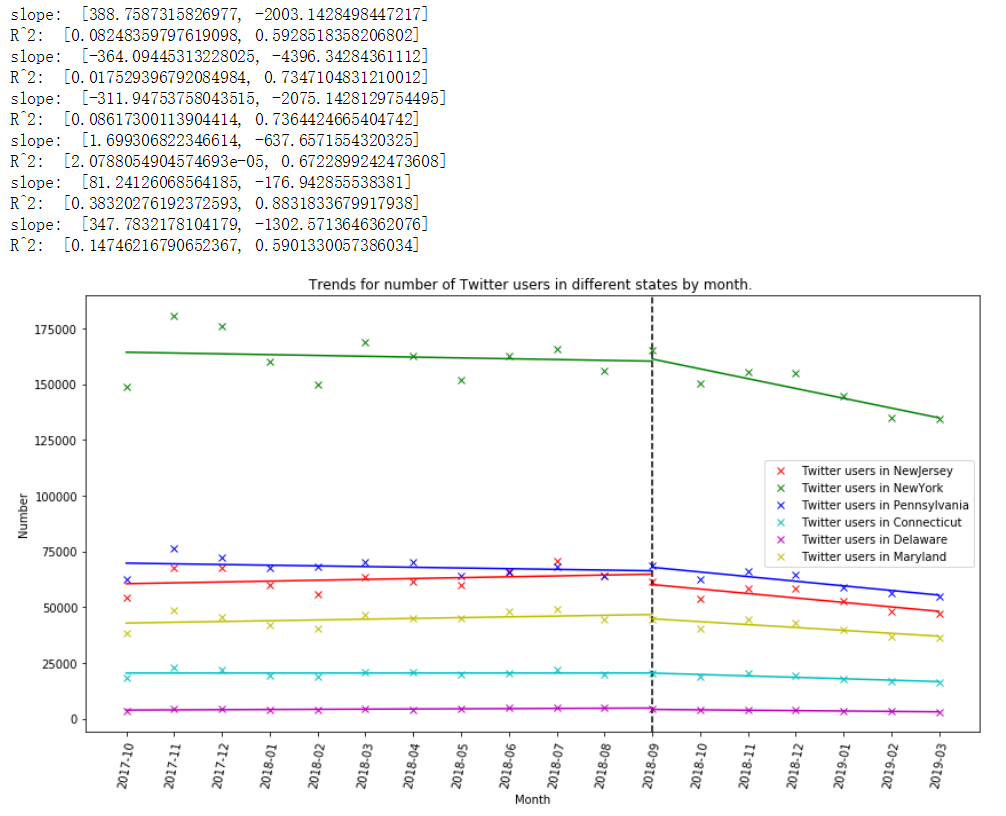 slope:  [388.7587315826977, -2003.1428498447217]
R^2:  [0.08248359797619098, 0.5928518358206802]
slope:  [-364.09445313228025, -4396.34284361112]
R^2:  [0.017529396792084984, 0.7347104831210012]
slope:  [-311.94753758043515, -2075.1428129754495]
R^2:  [0.08617300113904414, 0.7364424665404742]
slope:  [1.699306822346614, -637.6571554320325]
R^2:  [2.0788054904574693e-05, 0.6722899242473608]
slope:  [81.24126068564185, -176.942855538381]
R^2:  [0.38320276192372593, 0.8831833679917938]
slope:  [347.7832178104179, -1302.5713646362076]
R^2:  [0.14746216790652367, 0.5901330057386034]
Trends for number of Twitter users in different states by month.
175000
150000
125000
100000
75000
50000
25000
0
Number
Twitter users in NewJersey
Twitter users in NewYork
Twitter users in Pennsylvania
Twitter users in Connecticut
Twitter users in Delaware
Twitter users in Maryland
2017-10
2017-11
2017-12
2018-01
2018-02
2018-03
2018-04
2018-05
2018-06
2018-07
2018-08
2018-09
2018-10
2018-11
2018-12
2019-01
2019-02
2019-03
Month